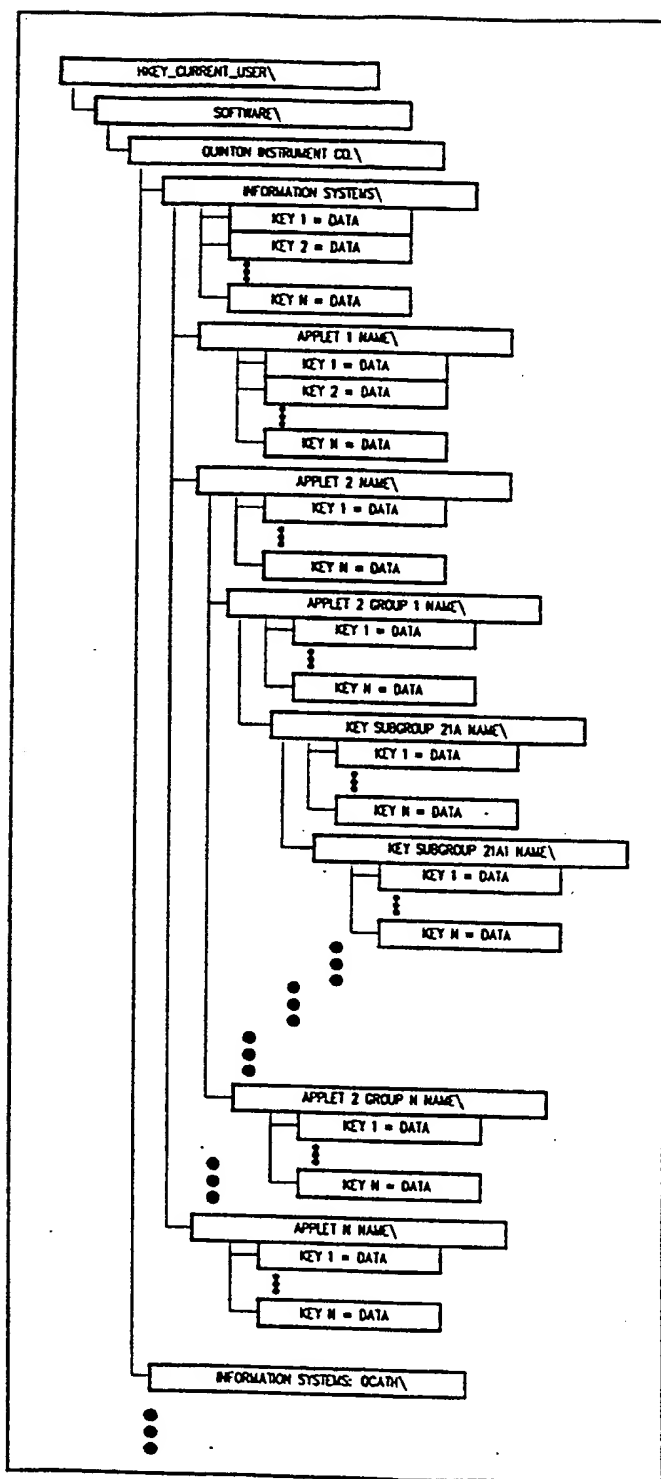 HKEY_CURRENT_USER\
SOFTWARE\
QUINTON INSTRUMENT CO.\
INFORMATION SYSTEMS\
KEY 1 = DATA
KEY 2 = DATA
KEY N = DATA
APPLET 1 NAME\
KEY 1 = DATA
KEY 2 = DATA
KEY N = DATA
APPLET 2 NAME\
KEY 1 = DATA
KEY N = DATA
APPLET 2 GROUP 1 NAME\
KEY 1 = DATA
KEY N = DATA
KEY SUBGROUP 21A NAME\
KEY 1 = DATA
KEY N = DATA
KEY SUBGROUP 21A1 NAME\
KEY 1 = DATA
KEY N = DATA
APPLET 2 GROUP N NAME\
KEY 1 = DATA
KEY N = DATA
APPLET N NAME\
KEY 1 = DATA
KEY N = DATA
INFORMATION SYSTEMS: QCATH\